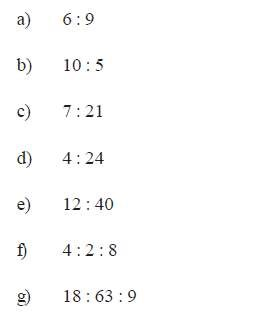 a) 6 : 9
b) 10 : 5
c) 7 : 21
d) 4 : 24
e) 12 : 40
f) 4 : 2 : 8
g) 18 : 63 : 9